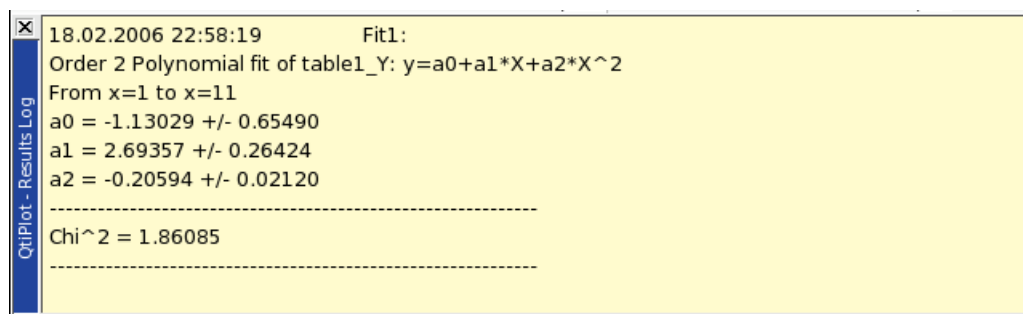 18.02.2006 22:58:19 Fit1:
Order 2 Polynomial fit of table1_Y: y=a0+a1*X+a2*X^2
From x=1 to x=11
a0 = -1.13029 +/- 0.65490
a1 = 2.69357 +/- 0.26424
a2 = -0.20594 +/- 0.02120
------------------------------------------------------------
Chi^2 = 1.86085
------------------------------------------------------------
QtiPlot - Results Log